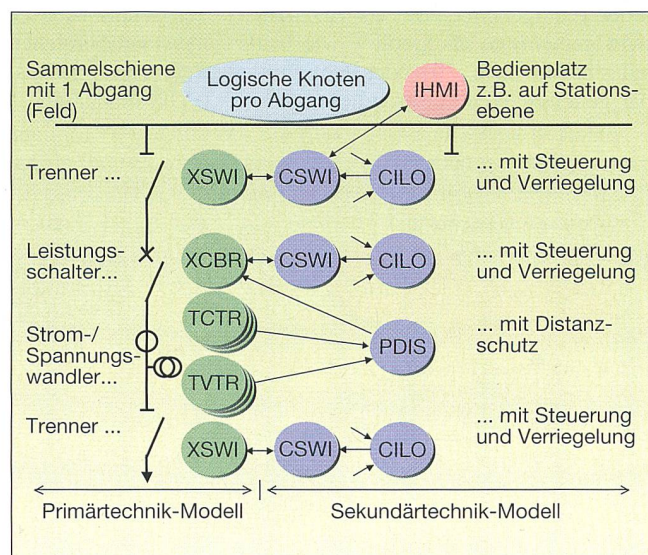 Sammelschiene
mit 1 Abgang
(Feld)
Logische Knoten
pro Abgang
IHMI
Bedienplatz
z.B. auf Stations-
ebene
Trenner ...
XSWI
CSWI
CILO
... mit Steuerung
und Verriegelung
Leistungs-
schalter...
XCBR
CSWI
CILO
... mit Steuerung
und Verriegelung
Strom-/
Spannungs-
wandler...
TCTR
TVTR
PDIS
... mit Distanz-
schutz
Trenner ...
XSWI
CSWI
CILO
... mit Steuerung
und Verriegelung
Primärtechnik-Modell
Sekundärtechnik-Modell